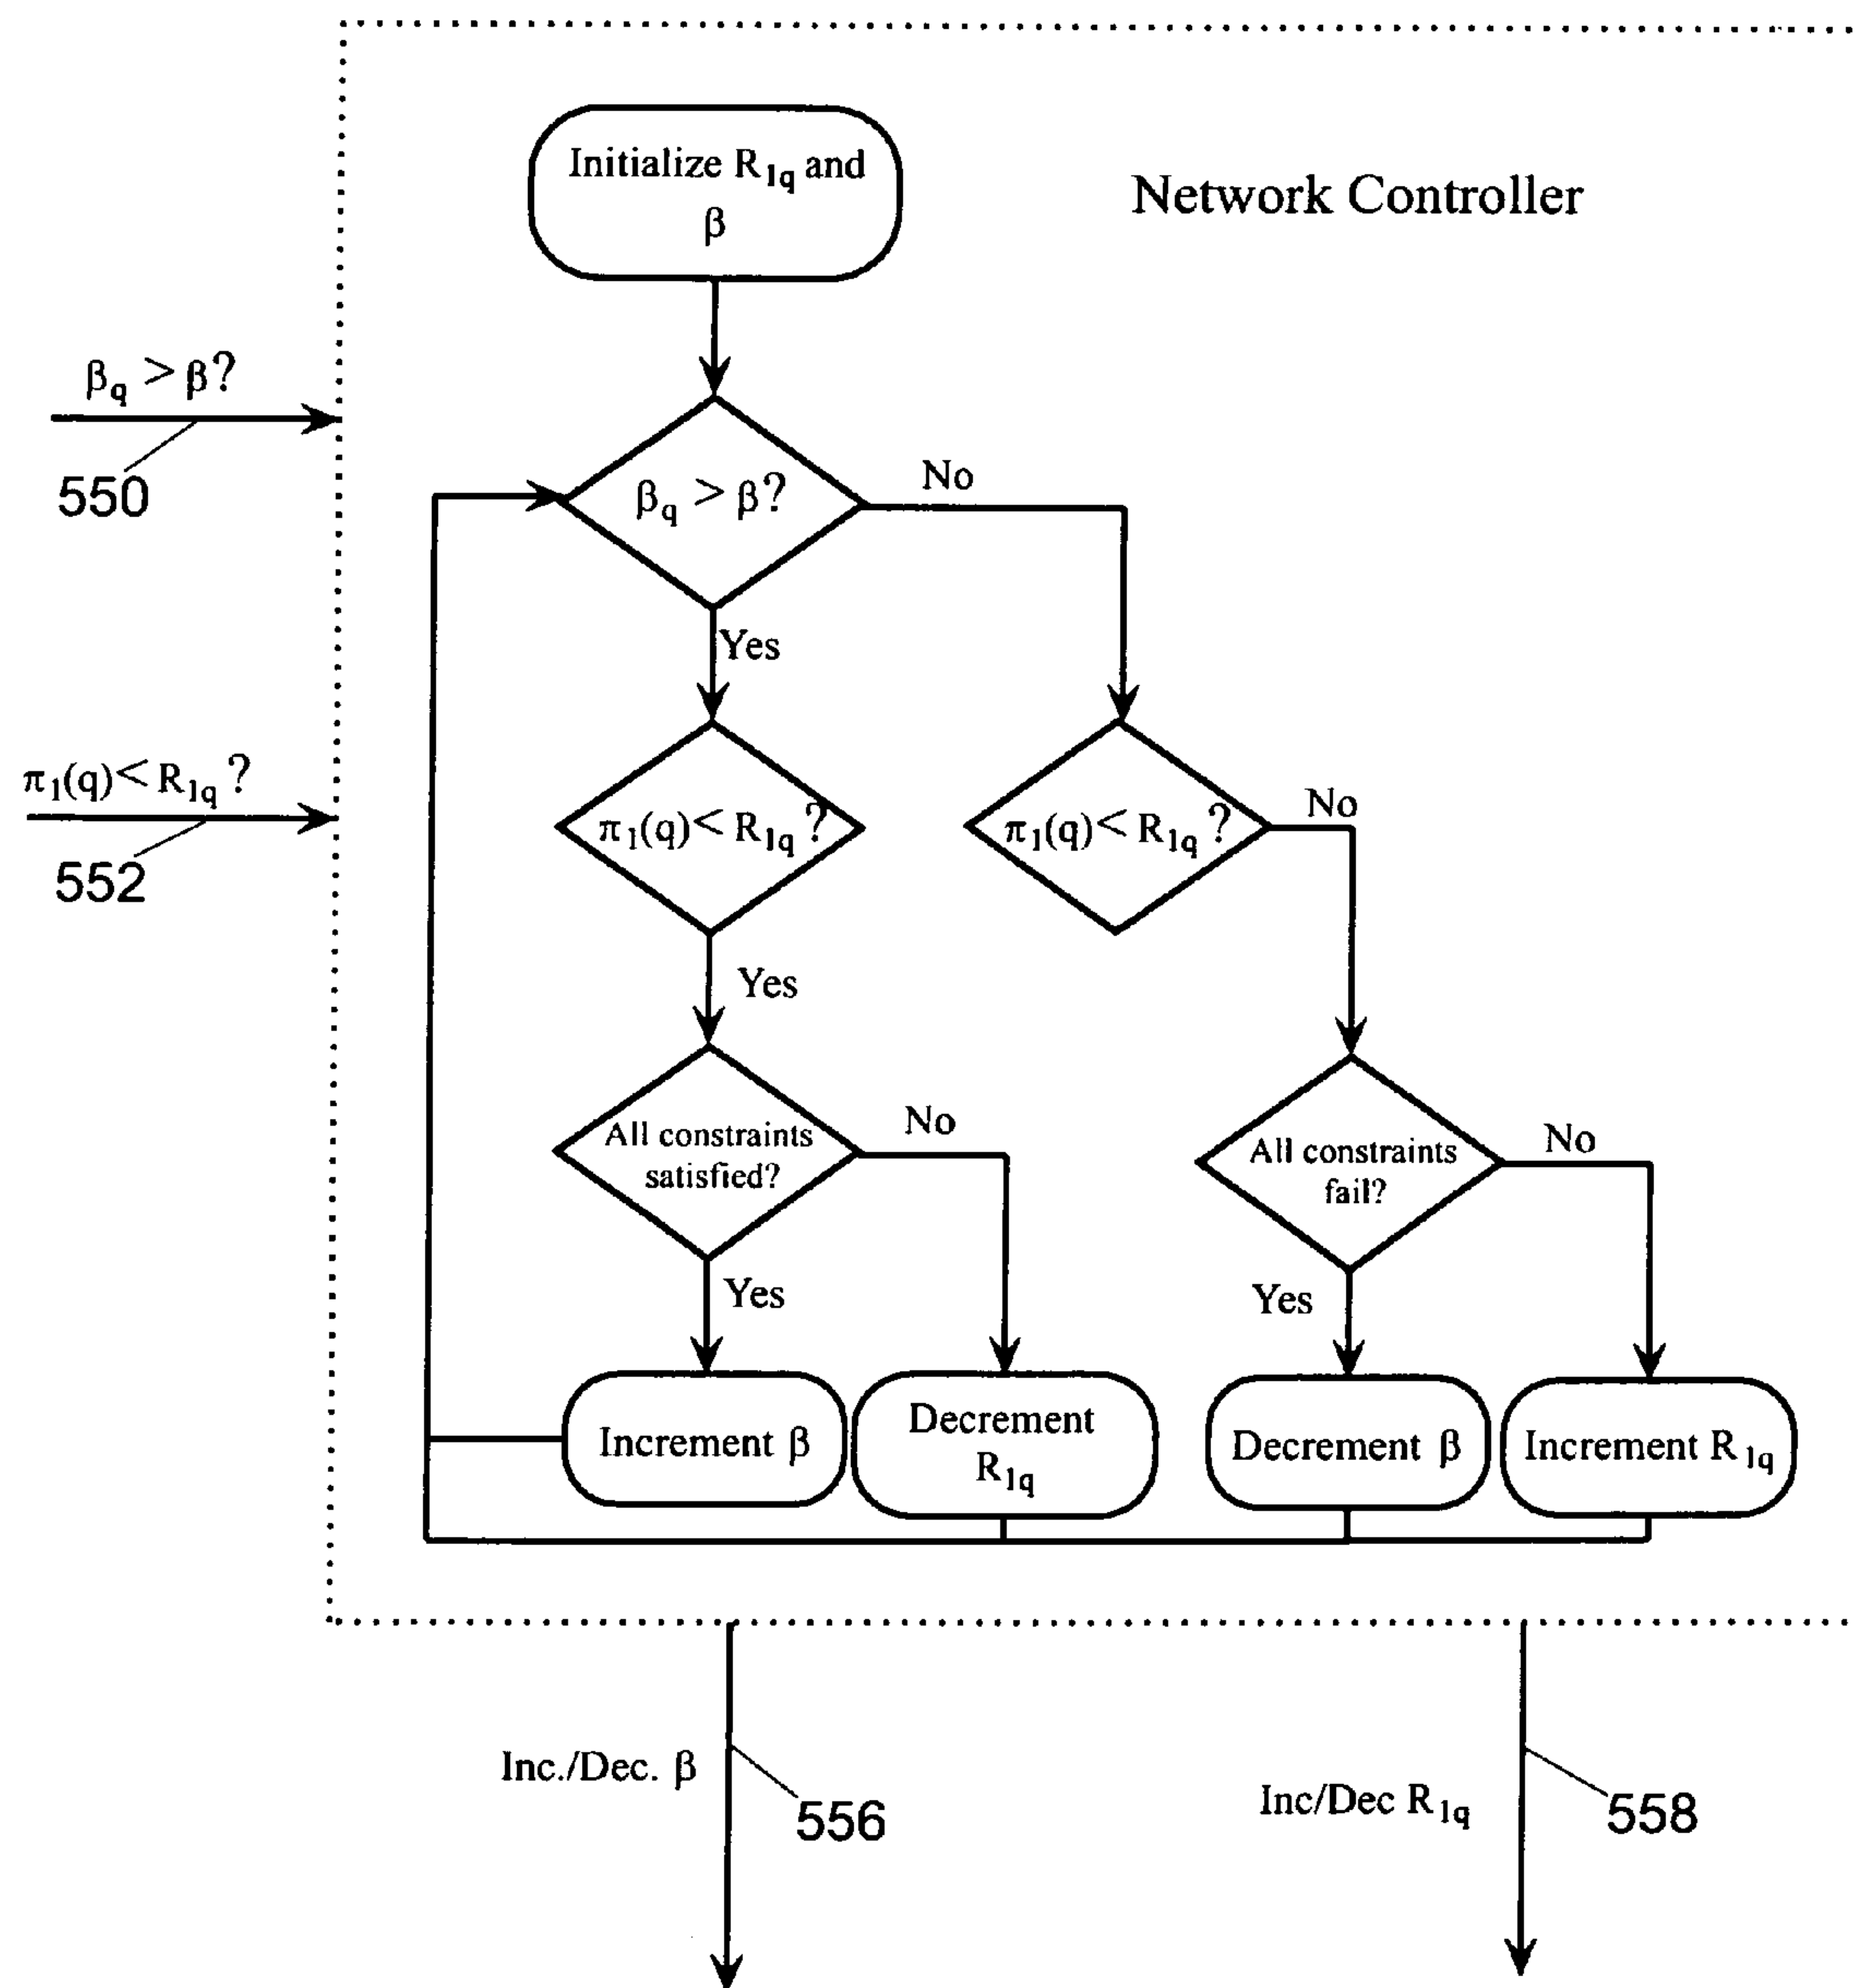 Initialize R1q and
β
Network Controller
βq > β?
550
βq > β?
No
Yes
π1(q)< R1q ?
552
π1(q)< R1q ?
π1(q)< R1q ?
No
Yes
All constraints
satisfied?
No
All constraints
fail?
No
Yes
Yes
Increment β
Decrement
R1q
Decrement β
Increment R1q
Inc./Dec. β
556
Inc/Dec R1q
558